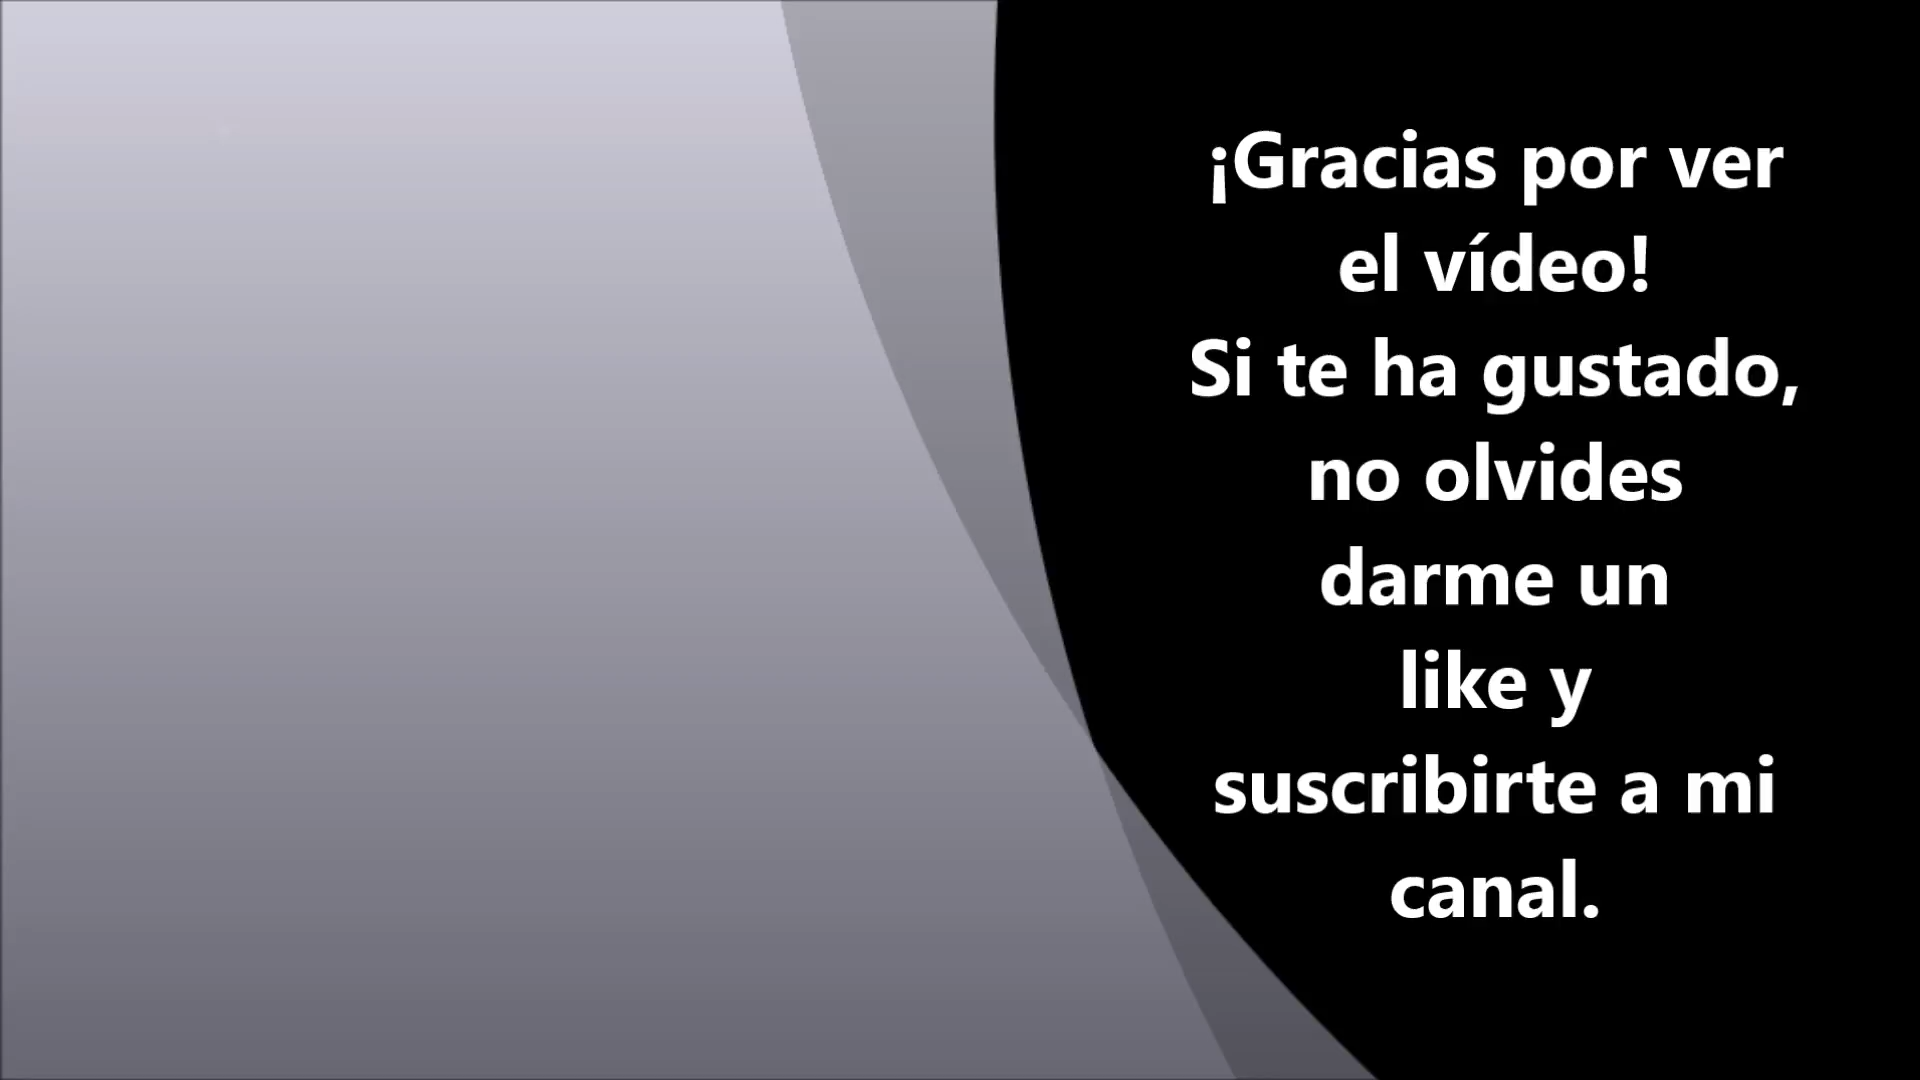 ¡Gracias por ver
el vídeo!
Si te ha gustado,
no olvides
darme un
like y
suscribirte a mi
canal.